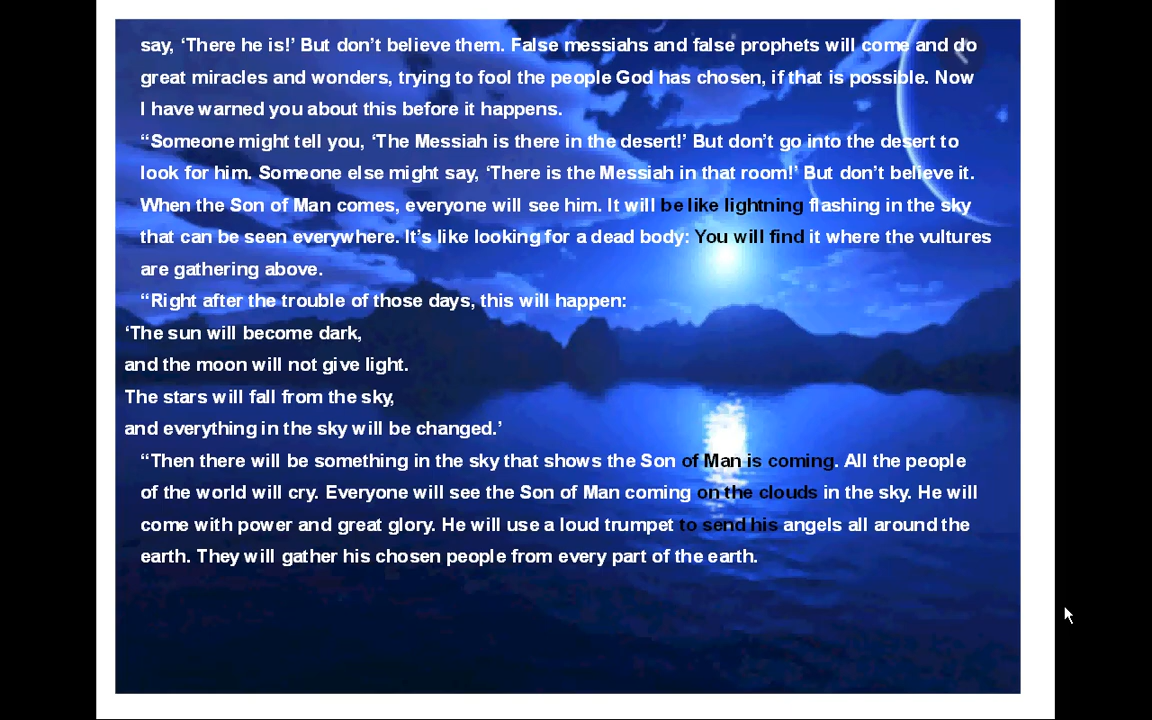 say, ‘There he is!’ But don’t believe them. False messiahs and false prophets will come and do
great miracles and wonders, trying to fool the people God has chosen, if that is possible. Now
I have warned you about this before it happens.
“Someone might tell you, ‘The Messiah is there in the desert!’ But don’t go into the desert to
look for him. Someone else might say, ‘There is the Messiah in that room!’ But don’t believe it.
When the Son of Man comes, everyone will see him. It will be like lightning flashing in the sky
that can be seen everywhere. It’s like looking for a dead body: You will find it where the vultures
are gathering above.
“Right after the trouble of those days, this will happen:
‘The sun will become dark,
and the moon will not give light.
The stars will fall from the sky,
and everything in the sky will be changed.’
“Then there will be something in the sky that shows the Son of Man is coming. All the people
of the world will cry. Everyone will see the Son of Man coming on the clouds in the sky. He will
come with power and great glory. He will use a loud trumpet to send his angels all around the
earth. They will gather his chosen people from every part of the earth.